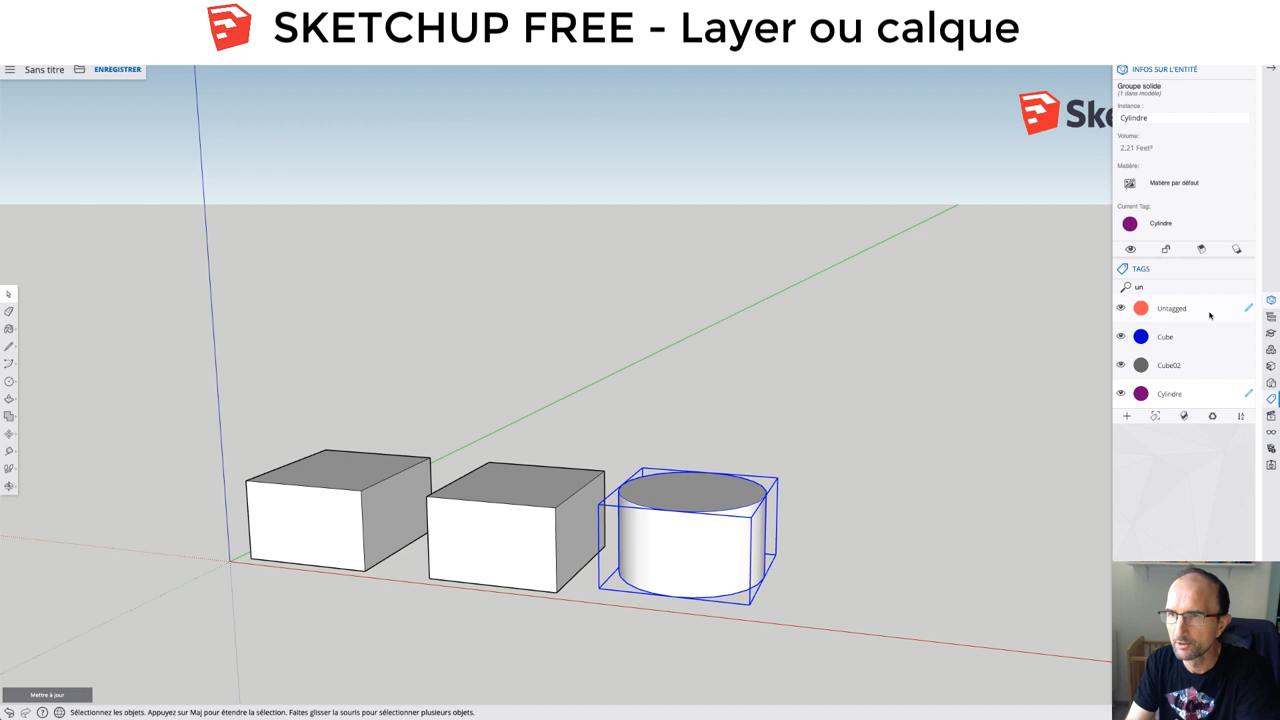 SKETCHUP FREE - Layer ou calque
Sans titre
ENREGISTRER
Ske
INFOS SUR L'ENTITÉ
Groupe solide
(1 dans modèle)
Instance :
Cylindre
Volume:
2,21 Feet³
Matière:
Matière par défaut
Current Tag:
Cylindre
TAGS
un
Untagged
Cube
Cube02
Cylindre
Mettre à jour
Sélectionnez les objets. Appuyez sur Maj pour étendre la sélection. Faites glisser la souris pour sélectionner plusieurs objets.